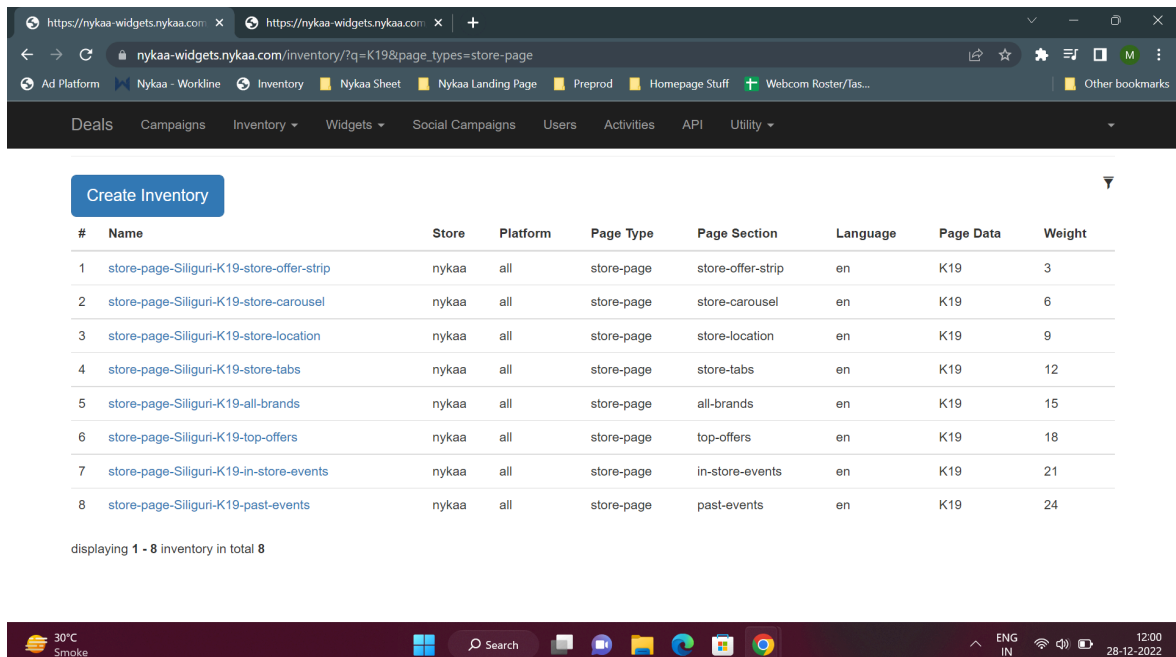 https://nykaa-widgets.nykaa.com https://nykaa-widgets.nykaa.com
nykaa-widgets.nykaa.com/inventory/?q=K19&page_types=store-page M
Ad Platform Nykaa - Workline Inventory Nykaa Sheet Nykaa Landing Page Preprod Homepage Stuff Webcom Roster/Tas... Other bookmarks
Deals Campaigns Inventory Widgets Social Campaigns Users Activities API Utility
Create Inventory
# Name Store Platform Page Type Page Section Language Page Data Weight
1 store-page-Siliguri-K19-store-offer-strip nykaa all store-page store-offer-strip en K19 3
2 store-page-Siliguri-K19-store-carousel nykaa all store-page store-carousel en K19 6
3 store-page-Siliguri-K19-store-location nykaa all store-page store-location en K19 9
4 store-page-Siliguri-K19-store-tabs nykaa all store-page store-tabs en K19 12
5 store-page-Siliguri-K19-all-brands nykaa all store-page all-brands en K19 15
6 store-page-Siliguri-K19-top-offers nykaa all store-page top-offers en K19 18
7 store-page-Siliguri-K19-in-store-events nykaa all store-page in-store-events en K19 21
8 store-page-Siliguri-K19-past-events nykaa all store-page past-events en K19 24
displaying 1 - 8 inventory in total 8
30°C Search ENG 12:00
Smoke IN 28-12-2022